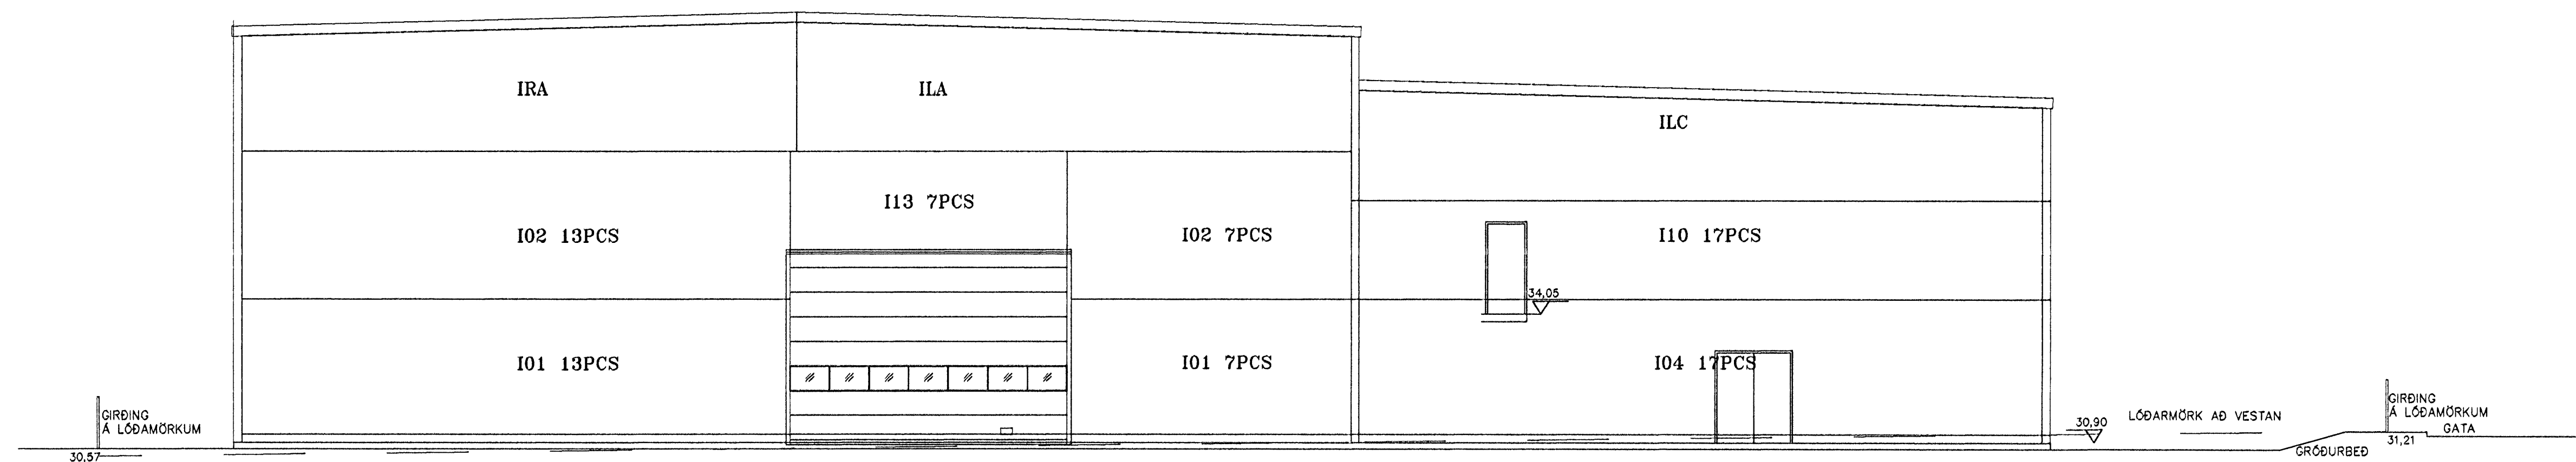 IRA
ILA
ILC
I13 7PCS
I02 13PCS
I02 7PCS
I10 17PCS
34,05
I01 13PCS
I01 7PCS
I04 17PCS
GIRÐING
Á LÓÐAMÖRKUM
30,57
30,90
LÓÐARMÖRK AÐ VESTAN
GIRÐING
Á LÓÐAMÖRKUM
GATA
31,21
GRÓÐURBEÐ